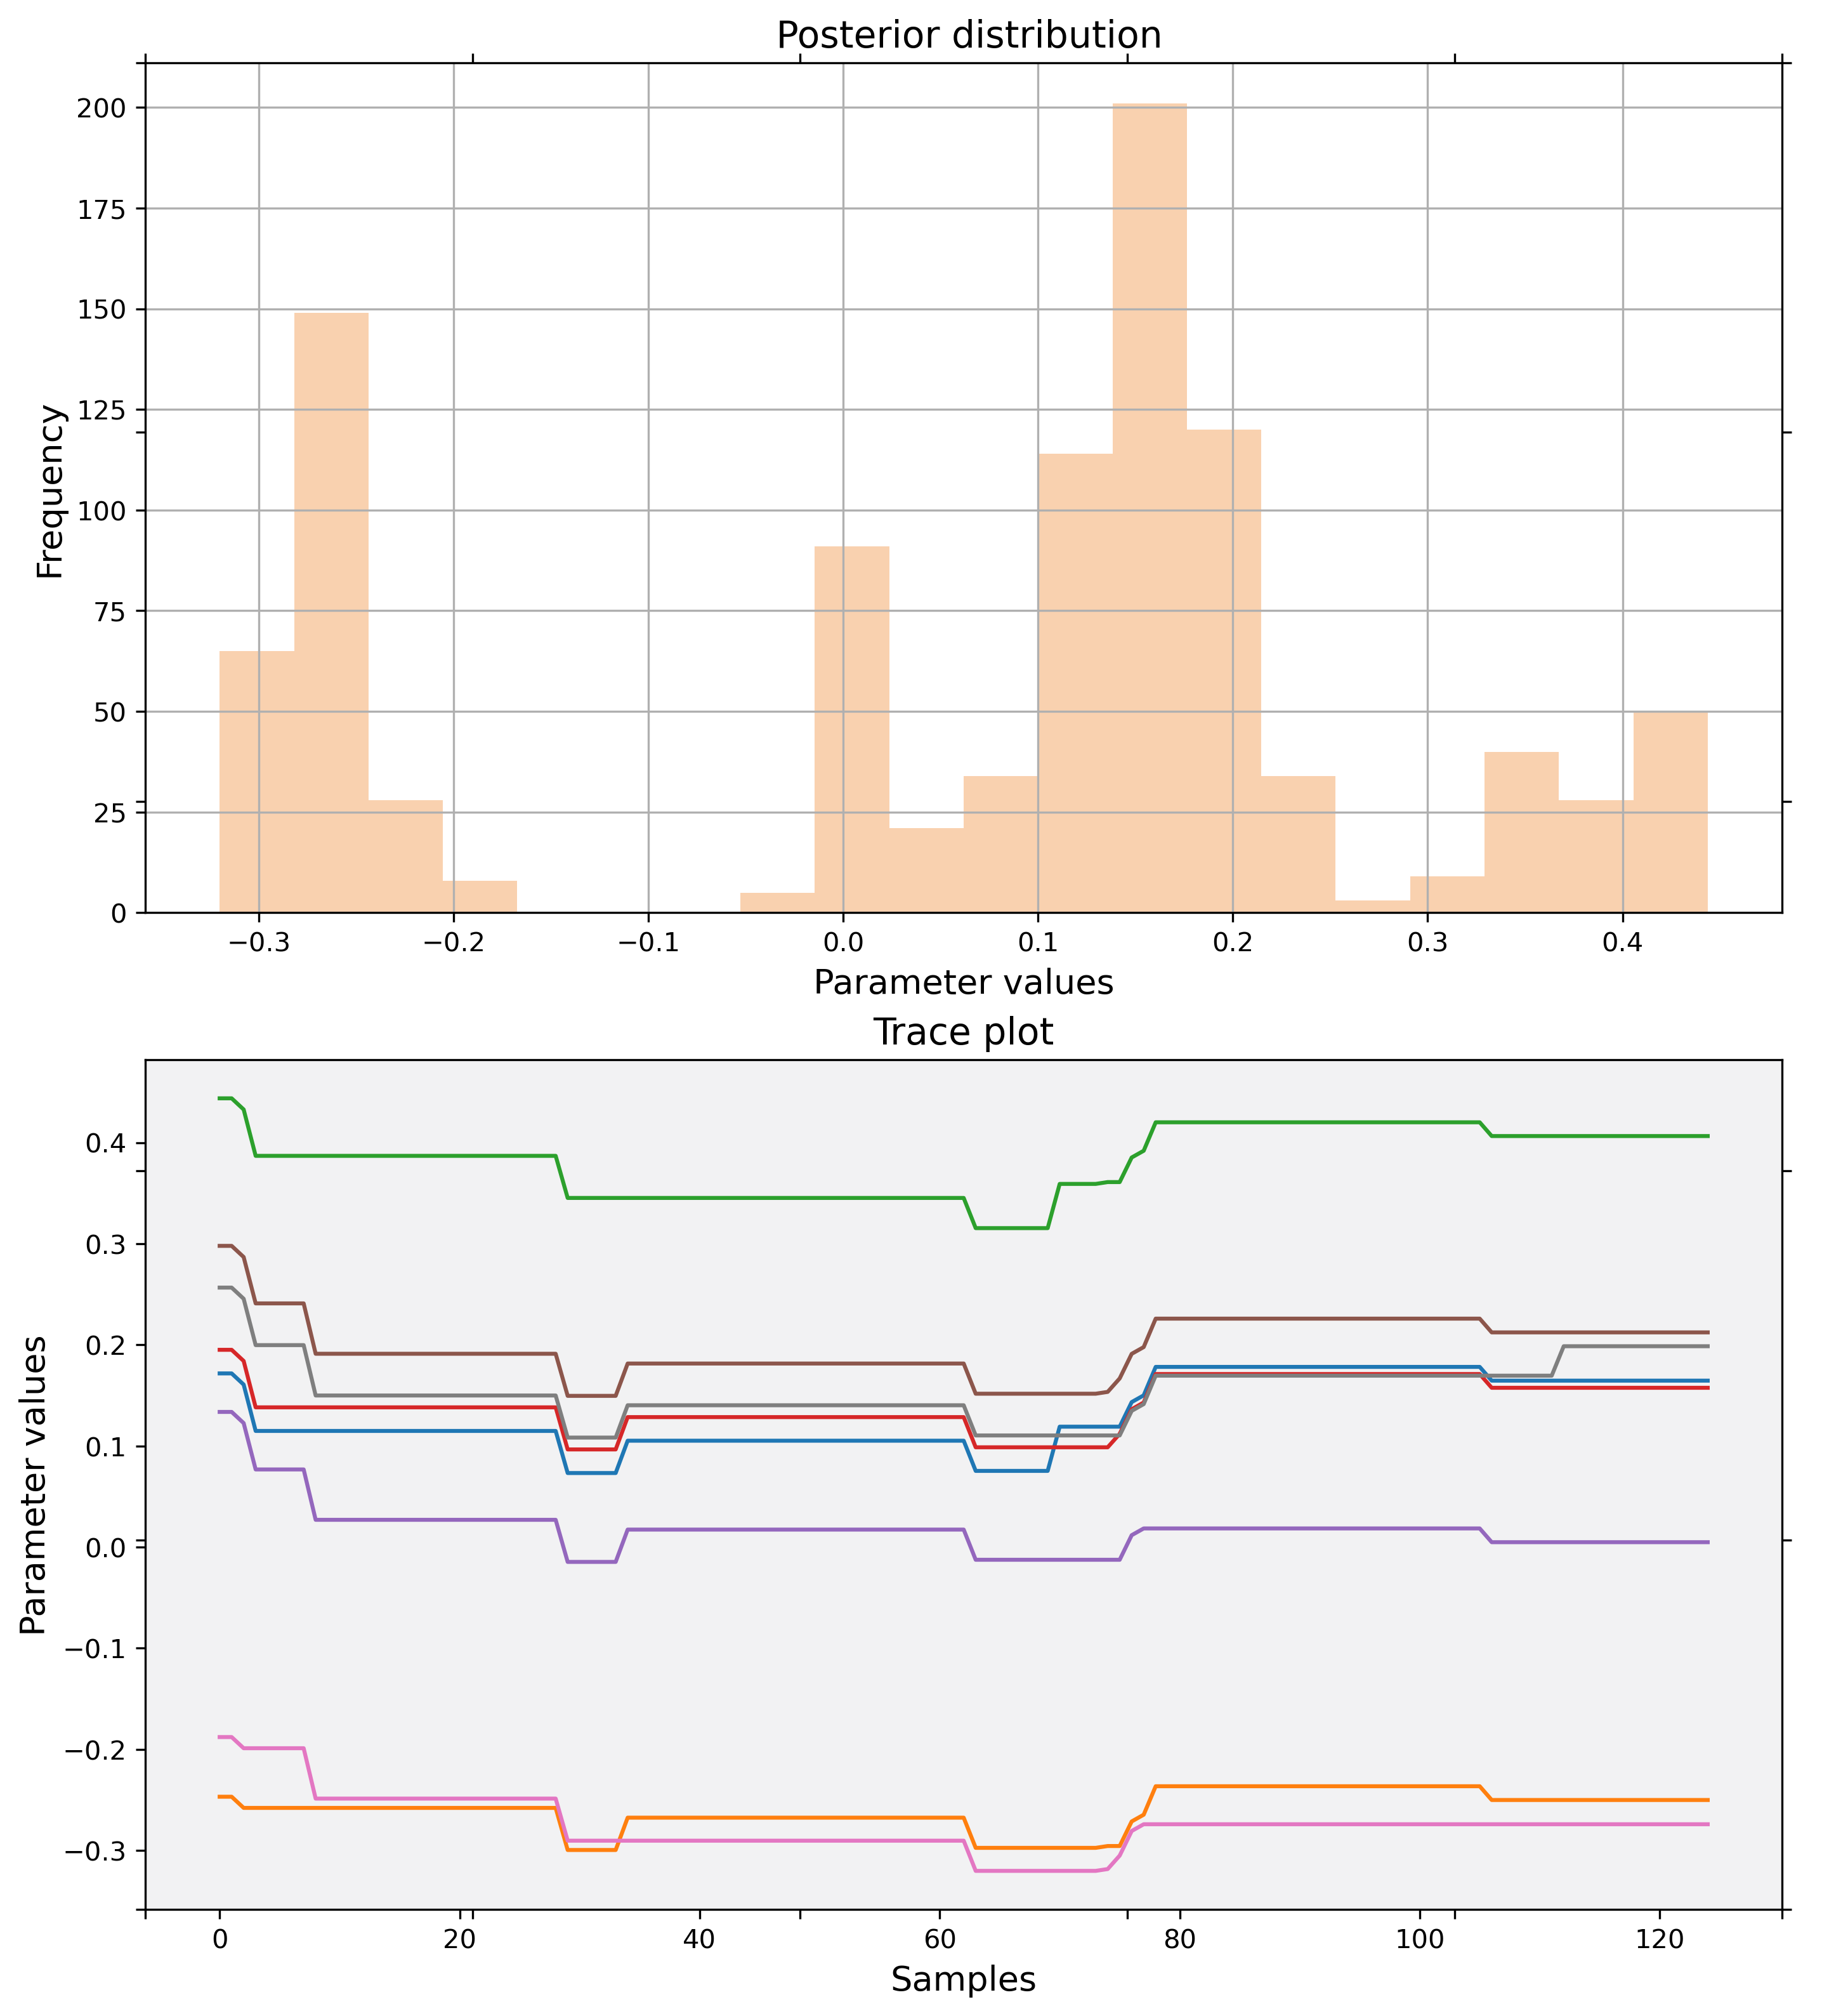 Posterior distribution
200
175
150
125
100
75
50
25
0
Frequency
−0.3 −0.2 −0.1 0.0 0.1 0.2 0.3 0.4
Parameter values
Trace plot
0.4
0.3
0.2
0.1
0.0
−0.1
−0.2
−0.3
Parameter values
0 20 40 60 80 100 120
Samples